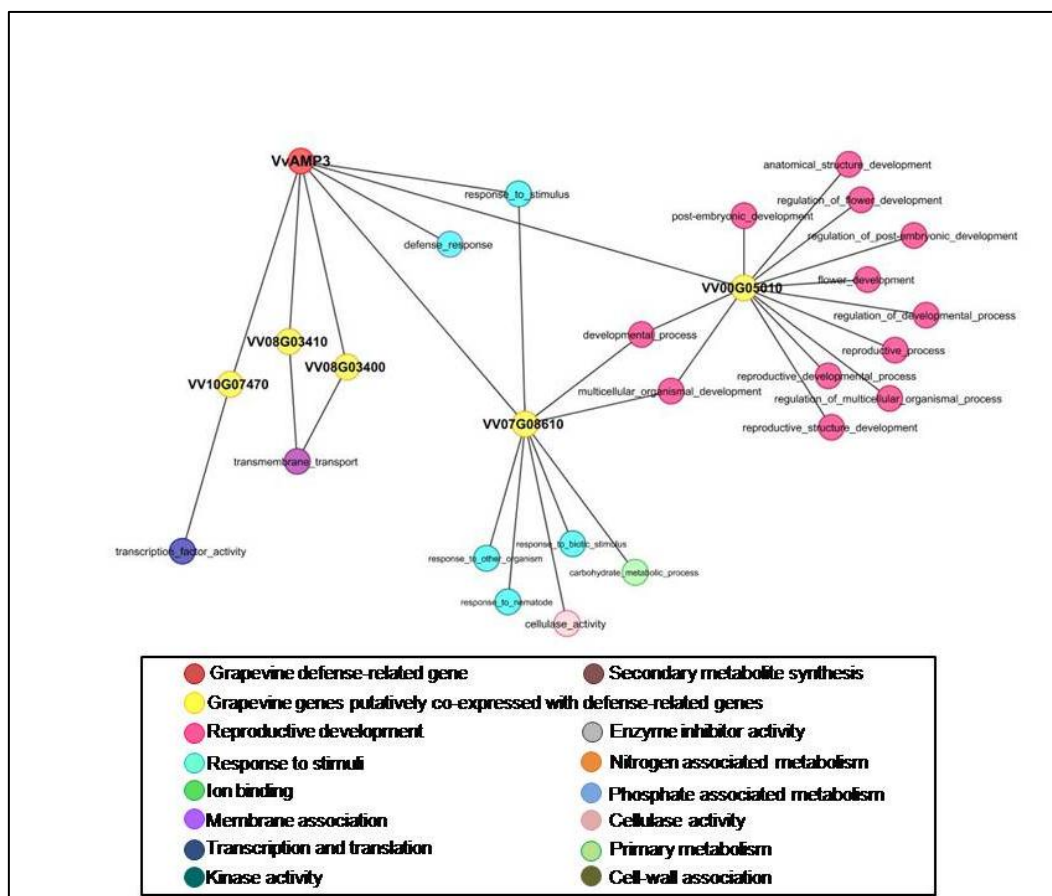 VvAMP3
anatomical_structure_development
response_to_stimulus
regulation_of_flower_development
post-embryonic_development
regulation_of_post-embryonic_development
defense_response
flower_development
VV00G05010
regulation_of_developmental_process
developmental_process
VV08G03410
reproductive_process
VV08G03400
reproductive_developmental_process
VV10G07470
multicellular_organismal_development
regulation_of_multicellular_organismal_process
VV07G08610
reproductive_structure_development
transmembrane_transport
response_to_biotic_stimulus
transcription_factor_activity
response_to_other_organism
carbohydrate_metabolic_process
response_to_nematode
cellulase_activity
Grapevine defense-related gene
Secondary metabolite synthesis
Grapevine genes putatively co-expressed with defense-related genes
Reproductive development
Enzyme inhibitor activity
Response to stimuli
Nitrogen associated metabolism
Ion binding
Phosphate associated metabolism
Membrane association
Cellulase activity
Transcription and translation
Primary metabolism
Kinase activity
Cell-wall association